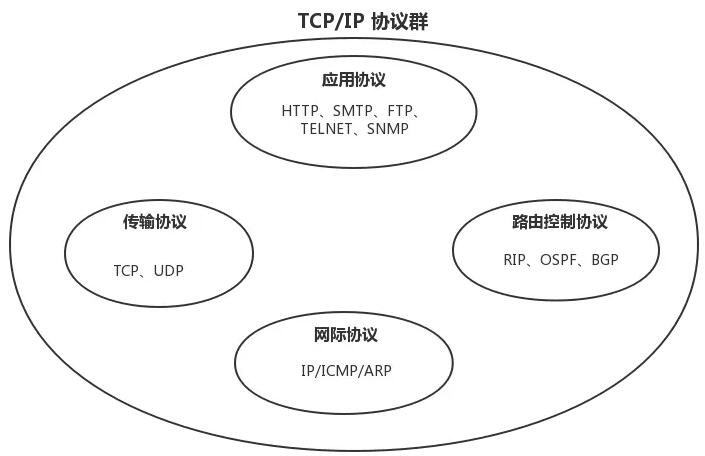 TCP/IP 协议群
应用协议
HTTP、SMTP、FTP、
TELNET、SNMP
传输协议
TCP、UDP
路由控制协议
RIP、OSPF、BGP
网际协议
IP/ICMP/ARP